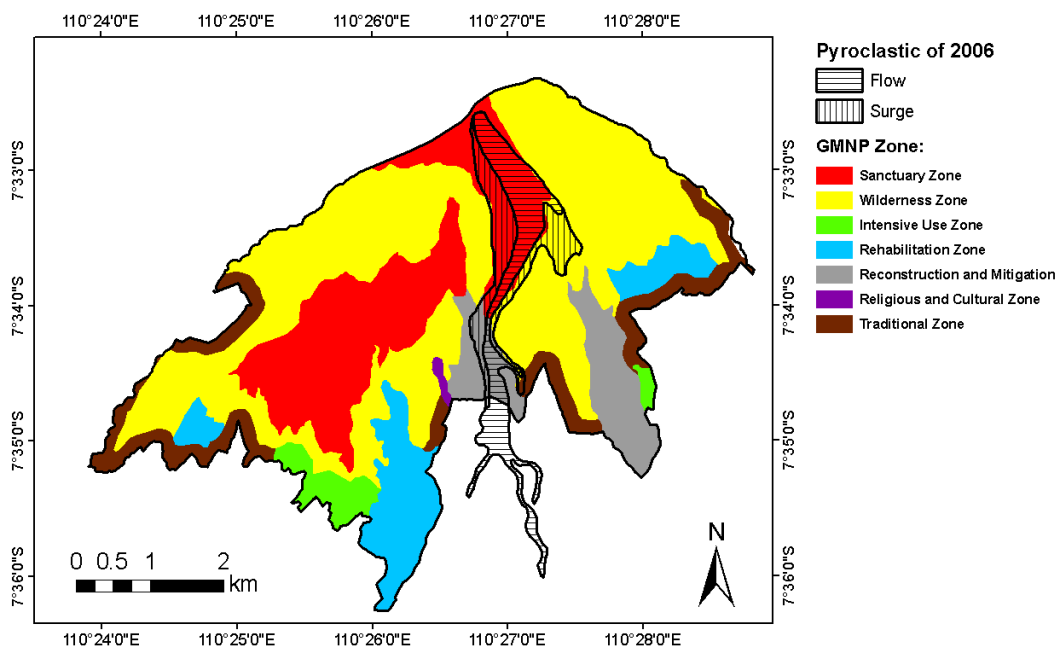 110°24'0"E 110°25'0"E 110°26'0"E 110°27'0"E 110°28'0"E
7°33'0"S
7°34'0"S
7°35'0"S
7°36'0"S
7°33'0"S
7°34'0"S
7°35'0"S
7°36'0"S
0 0.5 1 2
km
N
110°24'0"E 110°25'0"E 110°26'0"E 110°27'0"E 110°28'0"E
Pyroclastic of 2006
Flow
Surge
GMNP Zone:
Sanctuary Zone
Wilderness Zone
Intensive Use Zone
Rehabilitation Zone
Reconstruction and Mitigation
Religious and Cultural Zone
Traditional Zone